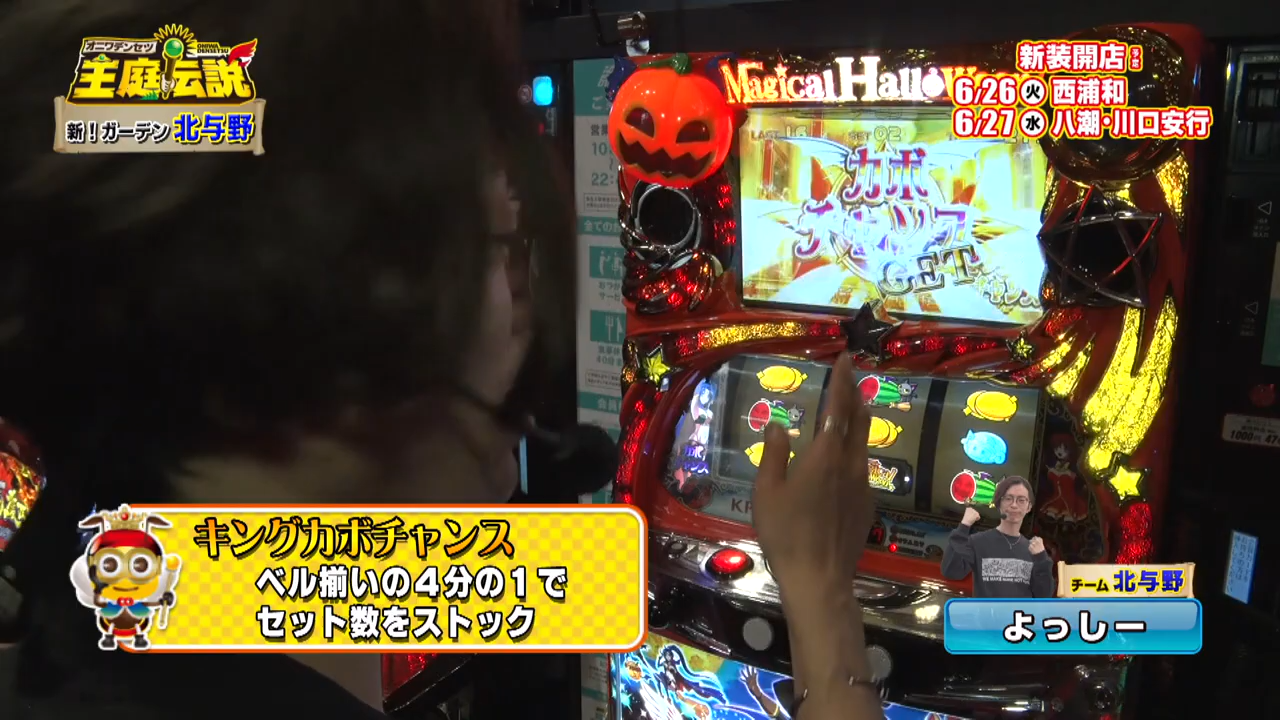 オニワデンセツ
ONIWA DENSETSU
主庭伝説
新！ガーデン 北与野
新装開店 予定
6/26 火 西浦和
6/27 水 八潮・川口安行
Magical Hallo
カボ
チャンス
GET
キングカボチャンス
ベル揃いの４分の１で
セット数をストック
チーム 北与野
よっしー